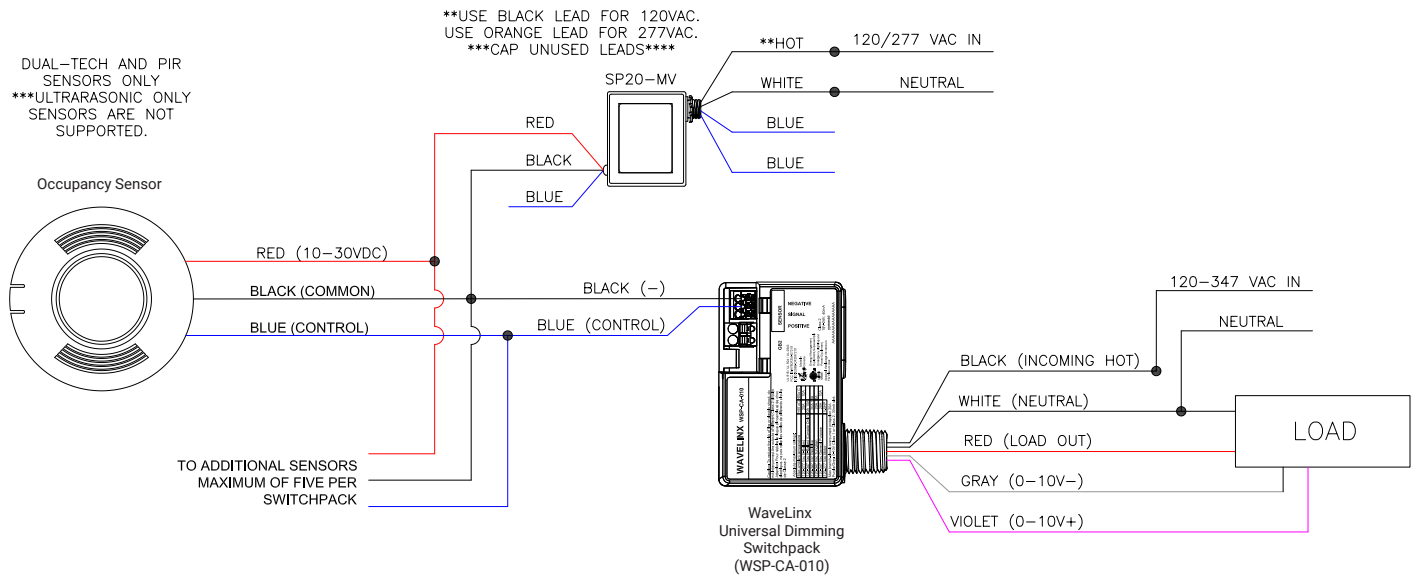 **USE BLACK LEAD FOR 120VAC.
USE ORANGE LEAD FOR 277VAC.
***CAP UNUSED LEADS****
DUAL-TECH AND PIR
SENSORS ONLY
***ULTRARASONIC ONLY
SENSORS ARE NOT
SUPPORTED.
SP20-MV
**HOT
120/277 VAC IN
WHITE
NEUTRAL
BLUE
BLUE
RED
BLACK
BLUE
Occupancy Sensor
RED (10-30VDC)
BLACK (COMMON)
BLUE (CONTROL)
BLACK (-)
BLUE (CONTROL)
SENSOR
NEGATIVE
SIGNAL
POSITIVE
WAVELINX WSP-CA-010
120-347 VAC IN
NEUTRAL
BLACK (INCOMING HOT)
WHITE (NEUTRAL)
RED (LOAD OUT)
GRAY (0-10V-)
VIOLET (0-10V+)
LOAD
TO ADDITIONAL SENSORS
MAXIMUM OF FIVE PER
SWITCHPACK
WaveLinx
Universal Dimming
Switchpack
(WSP-CA-010)